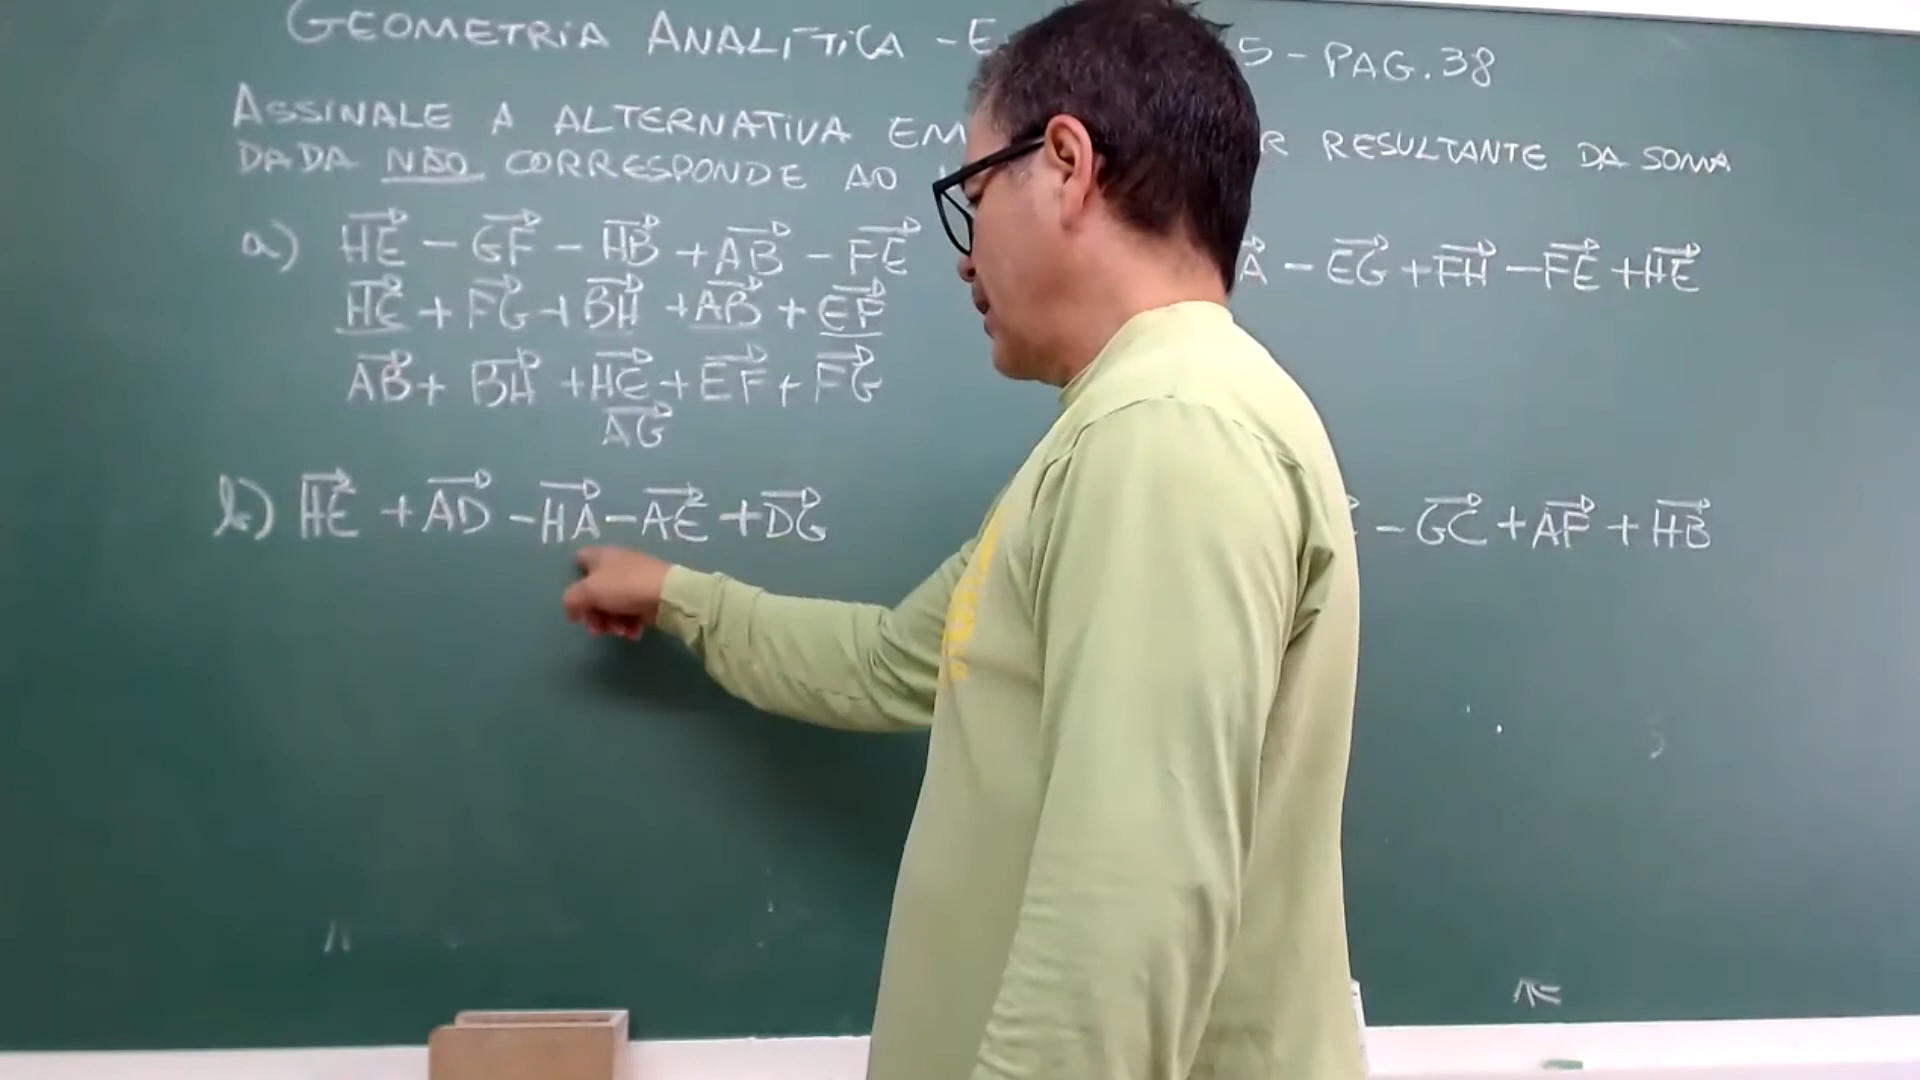 GEOMETRIA ANALÍTICA - E 5 - PAG. 38
ASSINALE A ALTERNATIVA EM R RESULTANTE DA SOMA
DADA NÃO CORRESPONDE AO
a) HE - GF - HB + AB - FE
HE + FG + BH + AB + EF
AB + BH + HE + EF + FG
AG
A - EG + FH - FE + HE
b) HE + AD - HA - AE + DG
- GC + AF + HB